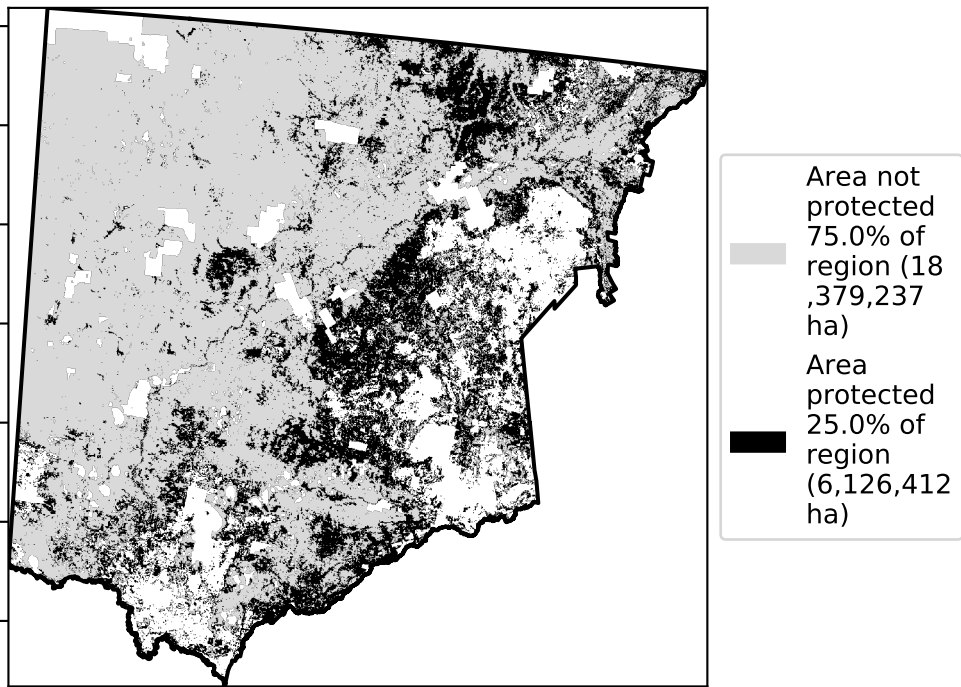 Area not
protected
75.0% of
region (18
,379,237
ha)
Area
protected
25.0% of
region
(6,126,412
ha)